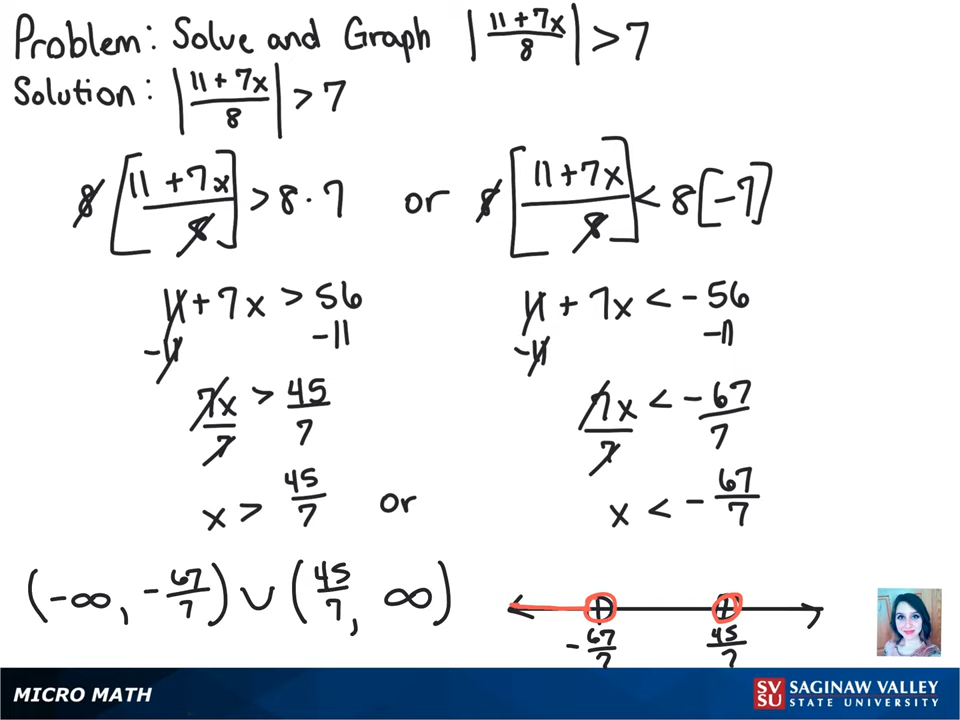 Problem: Solve and Graph |(11+7x)/8| > 7
Solution: |(11+7x)/8| > 7
8[(11+7x)/8] > 8·7 or 8[(11+7x)/8] < 8[-7]
11+7x > 56 11+7x < -56
-11 -11 -11 -11
7x/7 > 45/7 7x/7 < -67/7
x > 45/7 or x < -67/7
(-∞, -67/7) ∪ (45/7, ∞)
-67/7 45/7
MICRO MATH
SVSU SAGINAW VALLEY
STATE UNIVERSITY